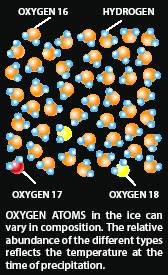 OXYGEN 16 HYDROGEN
OXYGEN 17 OXYGEN 18
OXYGEN ATOMS in the ice can
vary in composition. The relative
abundance of the different types
reflects the temperature at the
time of precipitation.